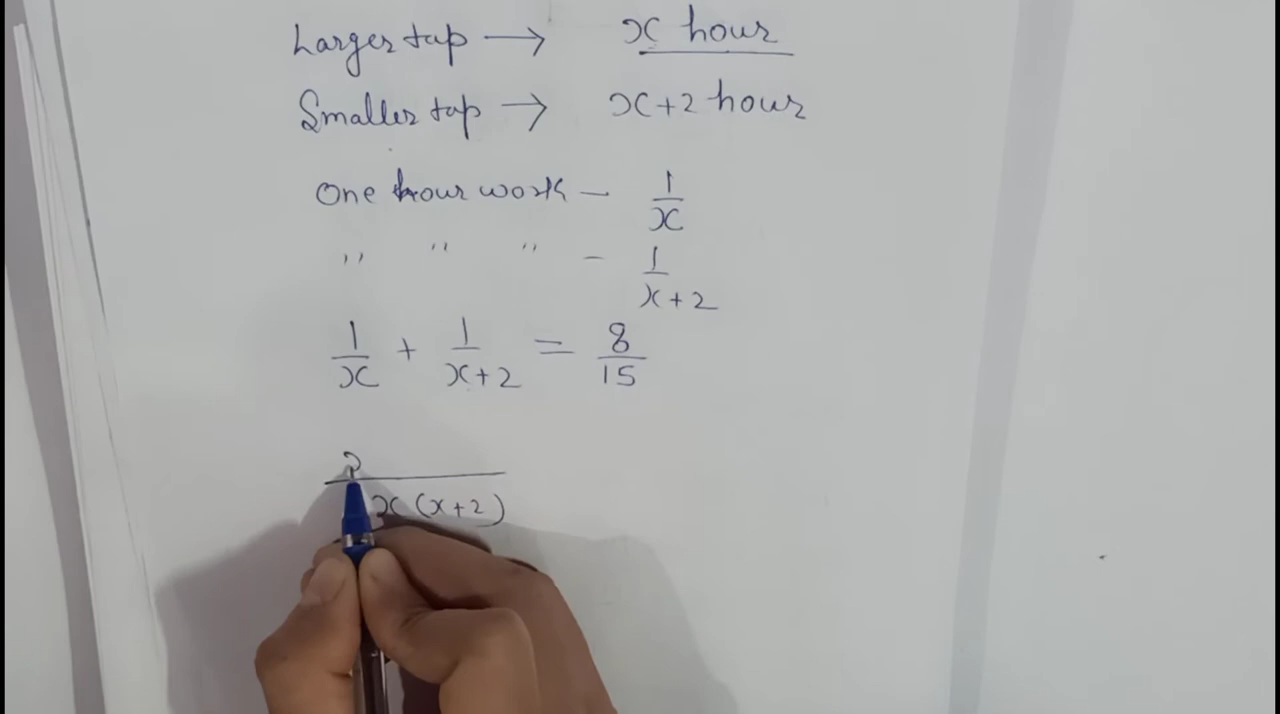 Larger tap → x hour
Smaller tap → x+2 hour
One hour work – 1/x
,, '' '' – 1/x+2
1/x + 1/x+2 = 8/15
x(x+2)